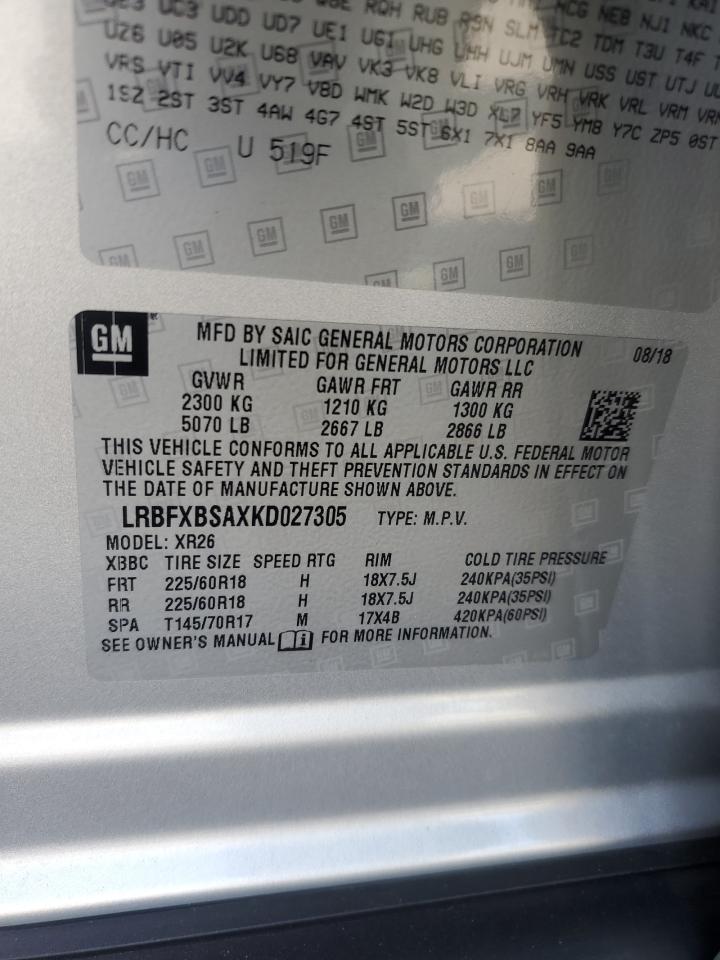 UC3 UDD UD7 UE1 UGI UHG UHH UJM UMN USS UST UTJ
UZ6 U05 U2K U68 VAV VK3 VK8 VLI VRG VRH VRK VRL VRM
VRS VTI VV4 VY7 V8D WMK W2D W3D XL7 YF5 YM8 Y7C ZP5 0ST
1SZ 2ST 3ST 4AW 4G7 4ST 5ST 6X1 7X1 8AA 9AA
CC/HC U 519F
GM
MFD BY SAIC GENERAL MOTORS CORPORATION 08/18
LIMITED FOR GENERAL MOTORS LLC
GVWR GAWR FRT GAWR RR
2300 KG 1210 KG 1300 KG
5070 LB 2667 LB 2866 LB
THIS VEHICLE CONFORMS TO ALL APPLICABLE U.S. FEDERAL MOTOR
VEHICLE SAFETY AND THEFT PREVENTION STANDARDS IN EFFECT ON
THE DATE OF MANUFACTURE SHOWN ABOVE.
LRBFXBSAXKD027305 TYPE: M.P.V.
MODEL: XR26
XBBC TIRE SIZE SPEED RTG RIM COLD TIRE PRESSURE
FRT 225/60R18 H 18X7.5J 240KPA(35PSI)
RR 225/60R18 H 18X7.5J 240KPA(35PSI)
SPA T145/70R17 M 17X4B 420KPA(60PSI)
SEE OWNER'S MANUAL FOR MORE INFORMATION.